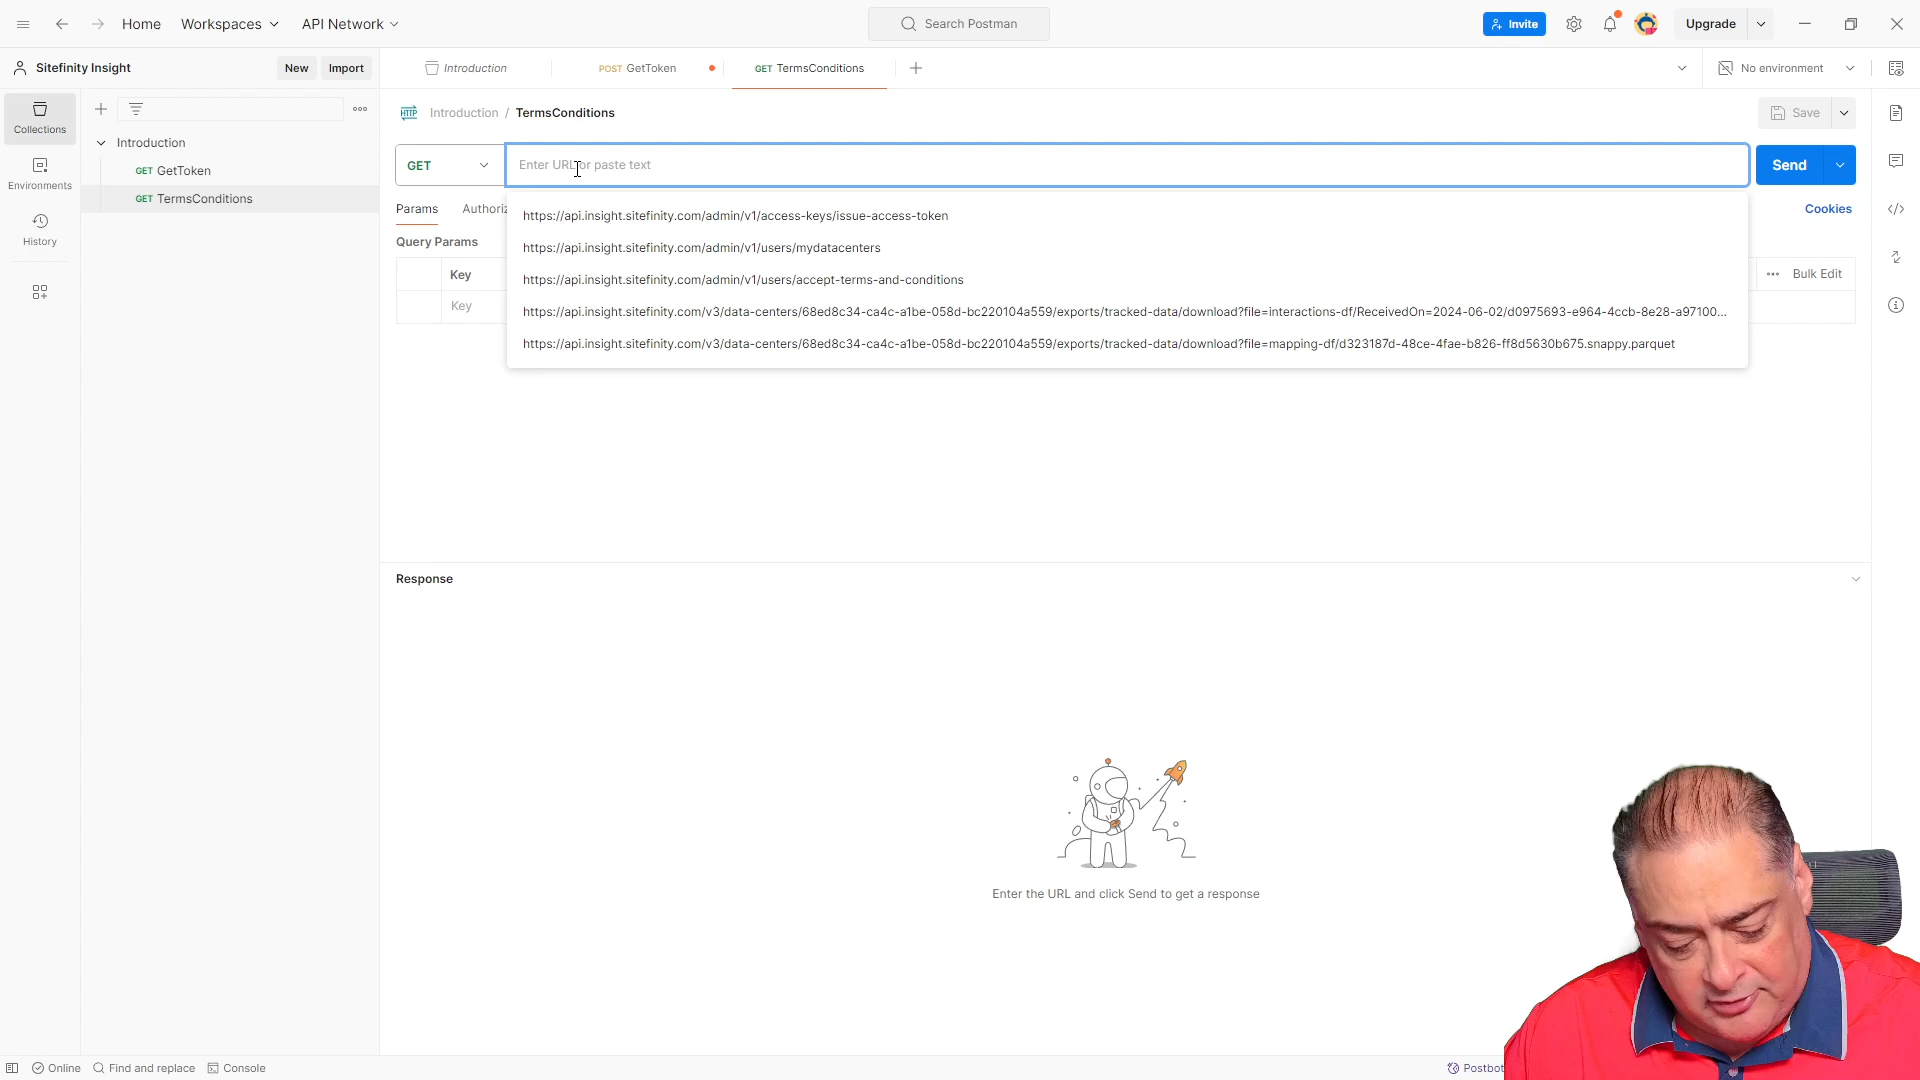 Home Workspaces API Network Search Postman Invite Upgrade
Sitefinity Insight New Import Introduction POST GetToken GET TermsConditions No environment
Collections
Environments
History
Introduction
GET GetToken
GET TermsConditions
Introduction / TermsConditions Save
GET Enter URL or paste text Send
Params Authoriz Cookies
Query Params
Key Bulk Edit
Key
https://api.insight.sitefinity.com/admin/v1/access-keys/issue-access-token
https://api.insight.sitefinity.com/admin/v1/users/mydatacenters
https://api.insight.sitefinity.com/admin/v1/users/accept-terms-and-conditions
https://api.insight.sitefinity.com/v3/data-centers/68ed8c34-ca4c-a1be-058d-bc220104a559/exports/tracked-data/download?file=interactions-df/ReceivedOn=2024-06-02/d0975693-e964-4ccb-8e28-a97100...
https://api.insight.sitefinity.com/v3/data-centers/68ed8c34-ca4c-a1be-058d-bc220104a559/exports/tracked-data/download?file=mapping-df/d323187d-48ce-4fae-b826-ff8d5630b675.snappy.parquet
Response
Enter the URL and click Send to get a response
Online Find and replace Console Postbot